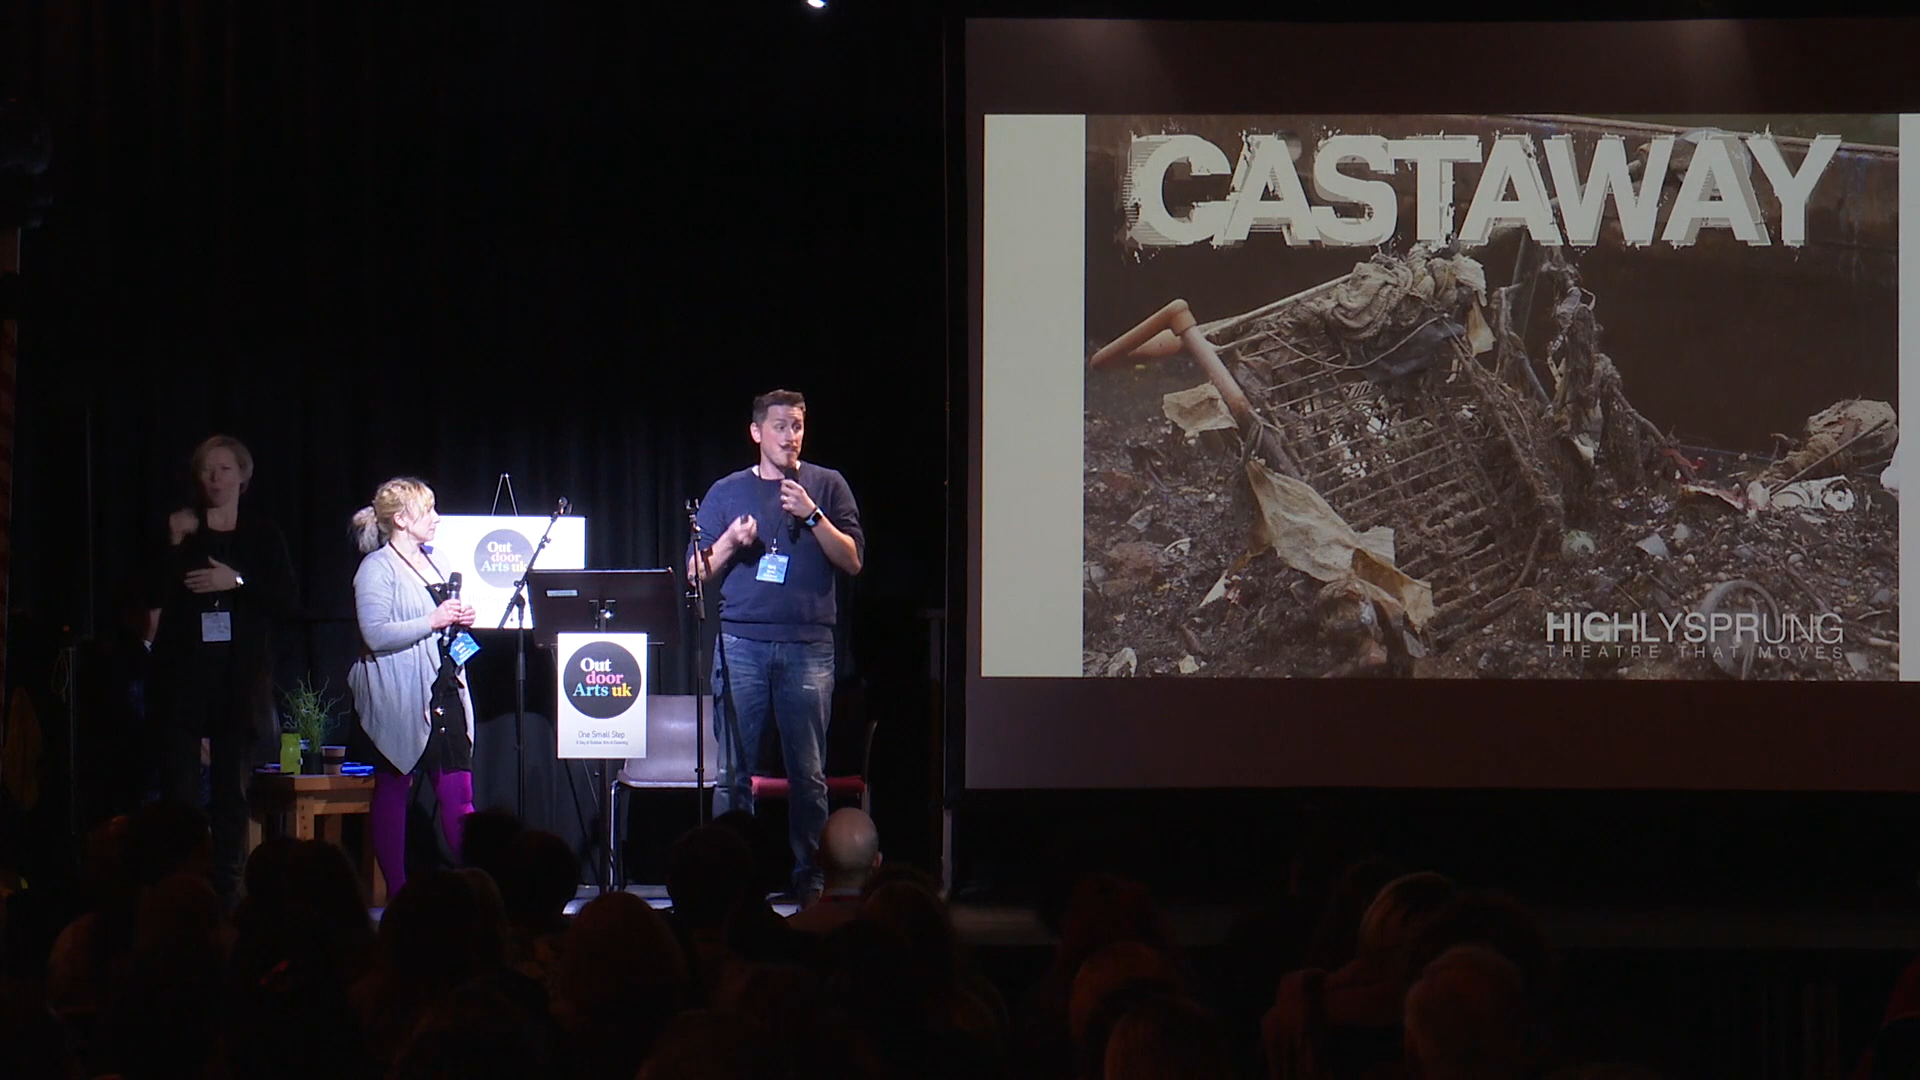 CASTAWAY
HIGHLYSPRUNG
THEATRE THAT MOVES
Out
door
Arts uk
Out
door
Arts uk
One Small Step